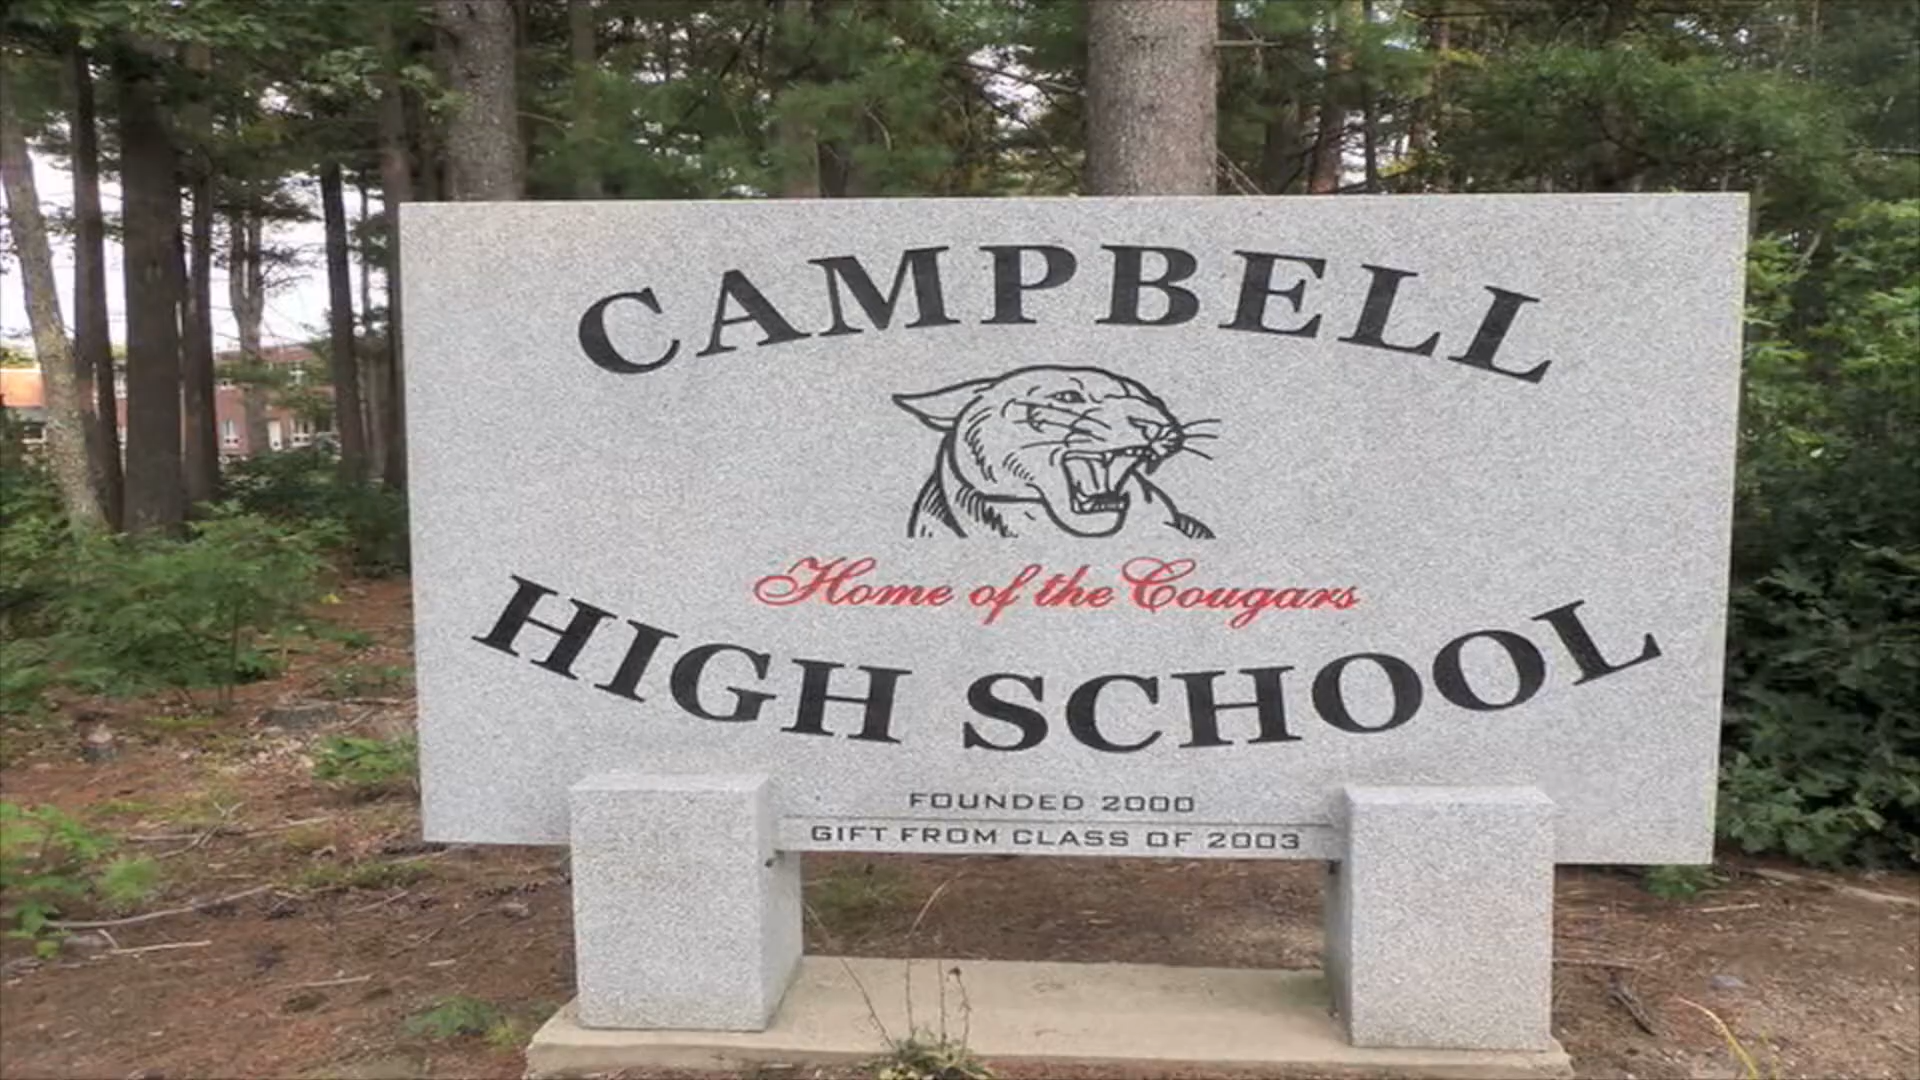 CAMPBELL
Home of the Cougars
HIGH SCHOOL
FOUNDED 2000
GIFT FROM CLASS OF 2003